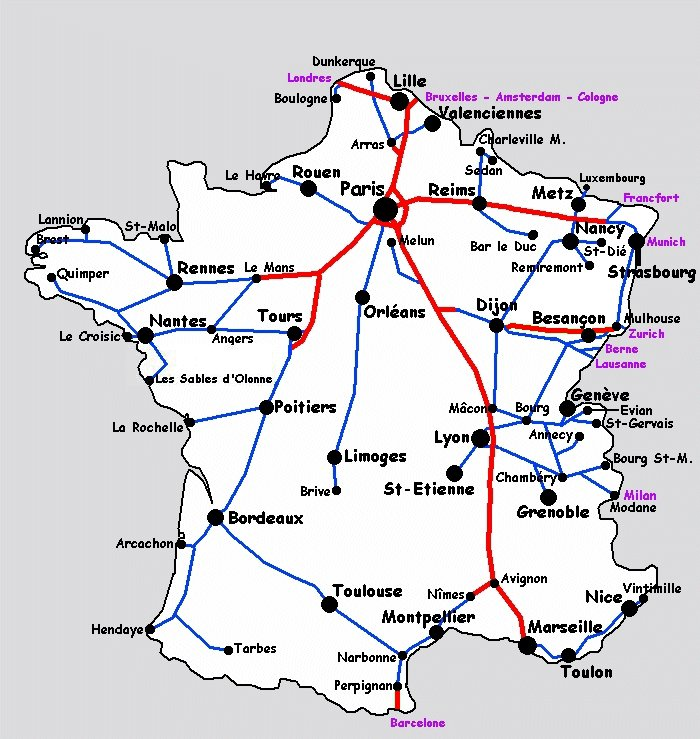 Dunkerque
Londres
Lille
Boulogne
Bruxelles - Amsterdam - Cologne
Valenciennes
Arras
Charleville M.
Sedan
Le Havre
Rouen
Paris
Reims
Metz
Luxembourg
Francfort
Lannion
St-Malo
Brest
Melun
Bar le Duc
Nancy
St-Dié
Munich
Remiremont
Strasbourg
Quimper
Rennes
Le Mans
Orléans
Dijon
Besançon
Mulhouse
Zurich
Le Croisic
Nantes
Angers
Tours
Berne
Lausanne
Les Sables d'Olonne
Poitiers
La Rochelle
Mâcon
Bourg
Genève
Evian
St-Gervais
Annecy
Lyon
Limoges
Bourg St-M.
Brive
St-Etienne
Chambéry
Grenoble
Milan
Modane
Bordeaux
Arcachon
Toulouse
Nîmes
Avignon
Nice
Vintimille
Montpellier
Marseille
Hendaye
Tarbes
Narbonne
Toulon
Perpignan
Barcelone